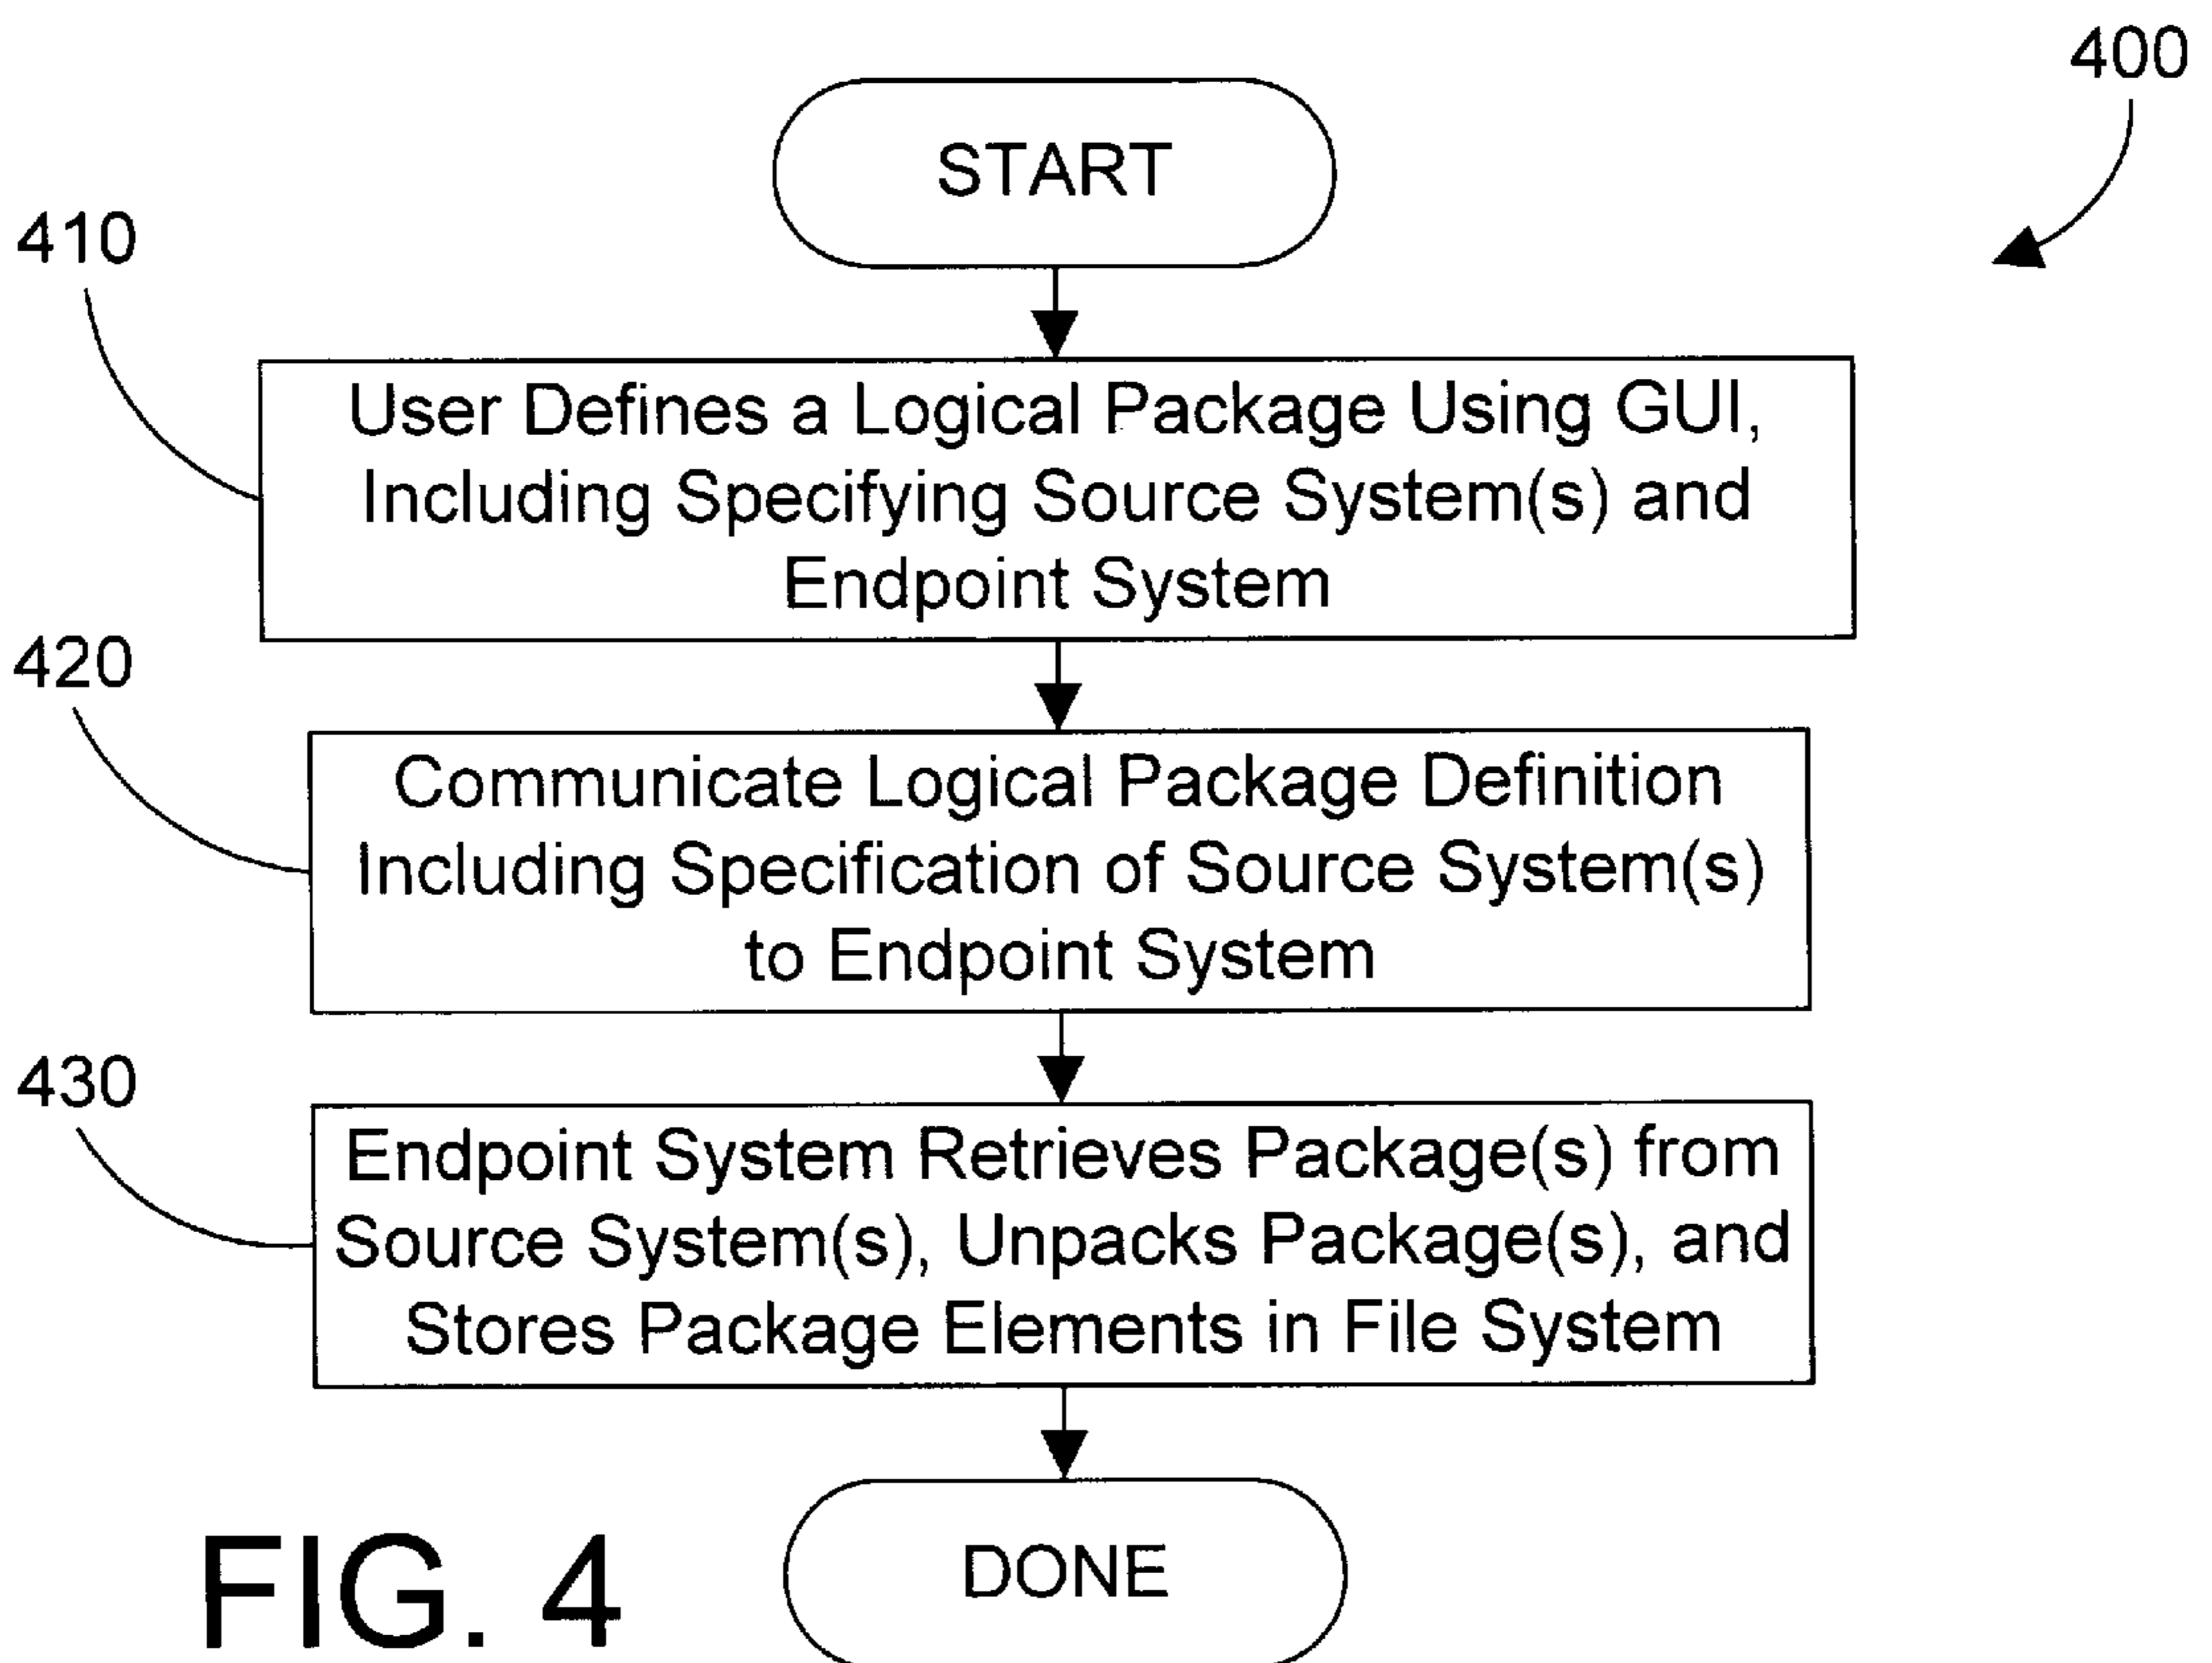 400
START
410
User Defines a Logical Package Using GUI,
Including Specifying Source System(s) and
Endpoint System
420
Communicate Logical Package Definition
Including Specification of Source System(s)
to Endpoint System
430
Endpoint System Retrieves Package(s) from
Source System(s), Unpacks Package(s), and
Stores Package Elements in File System
DONE
FIG. 4